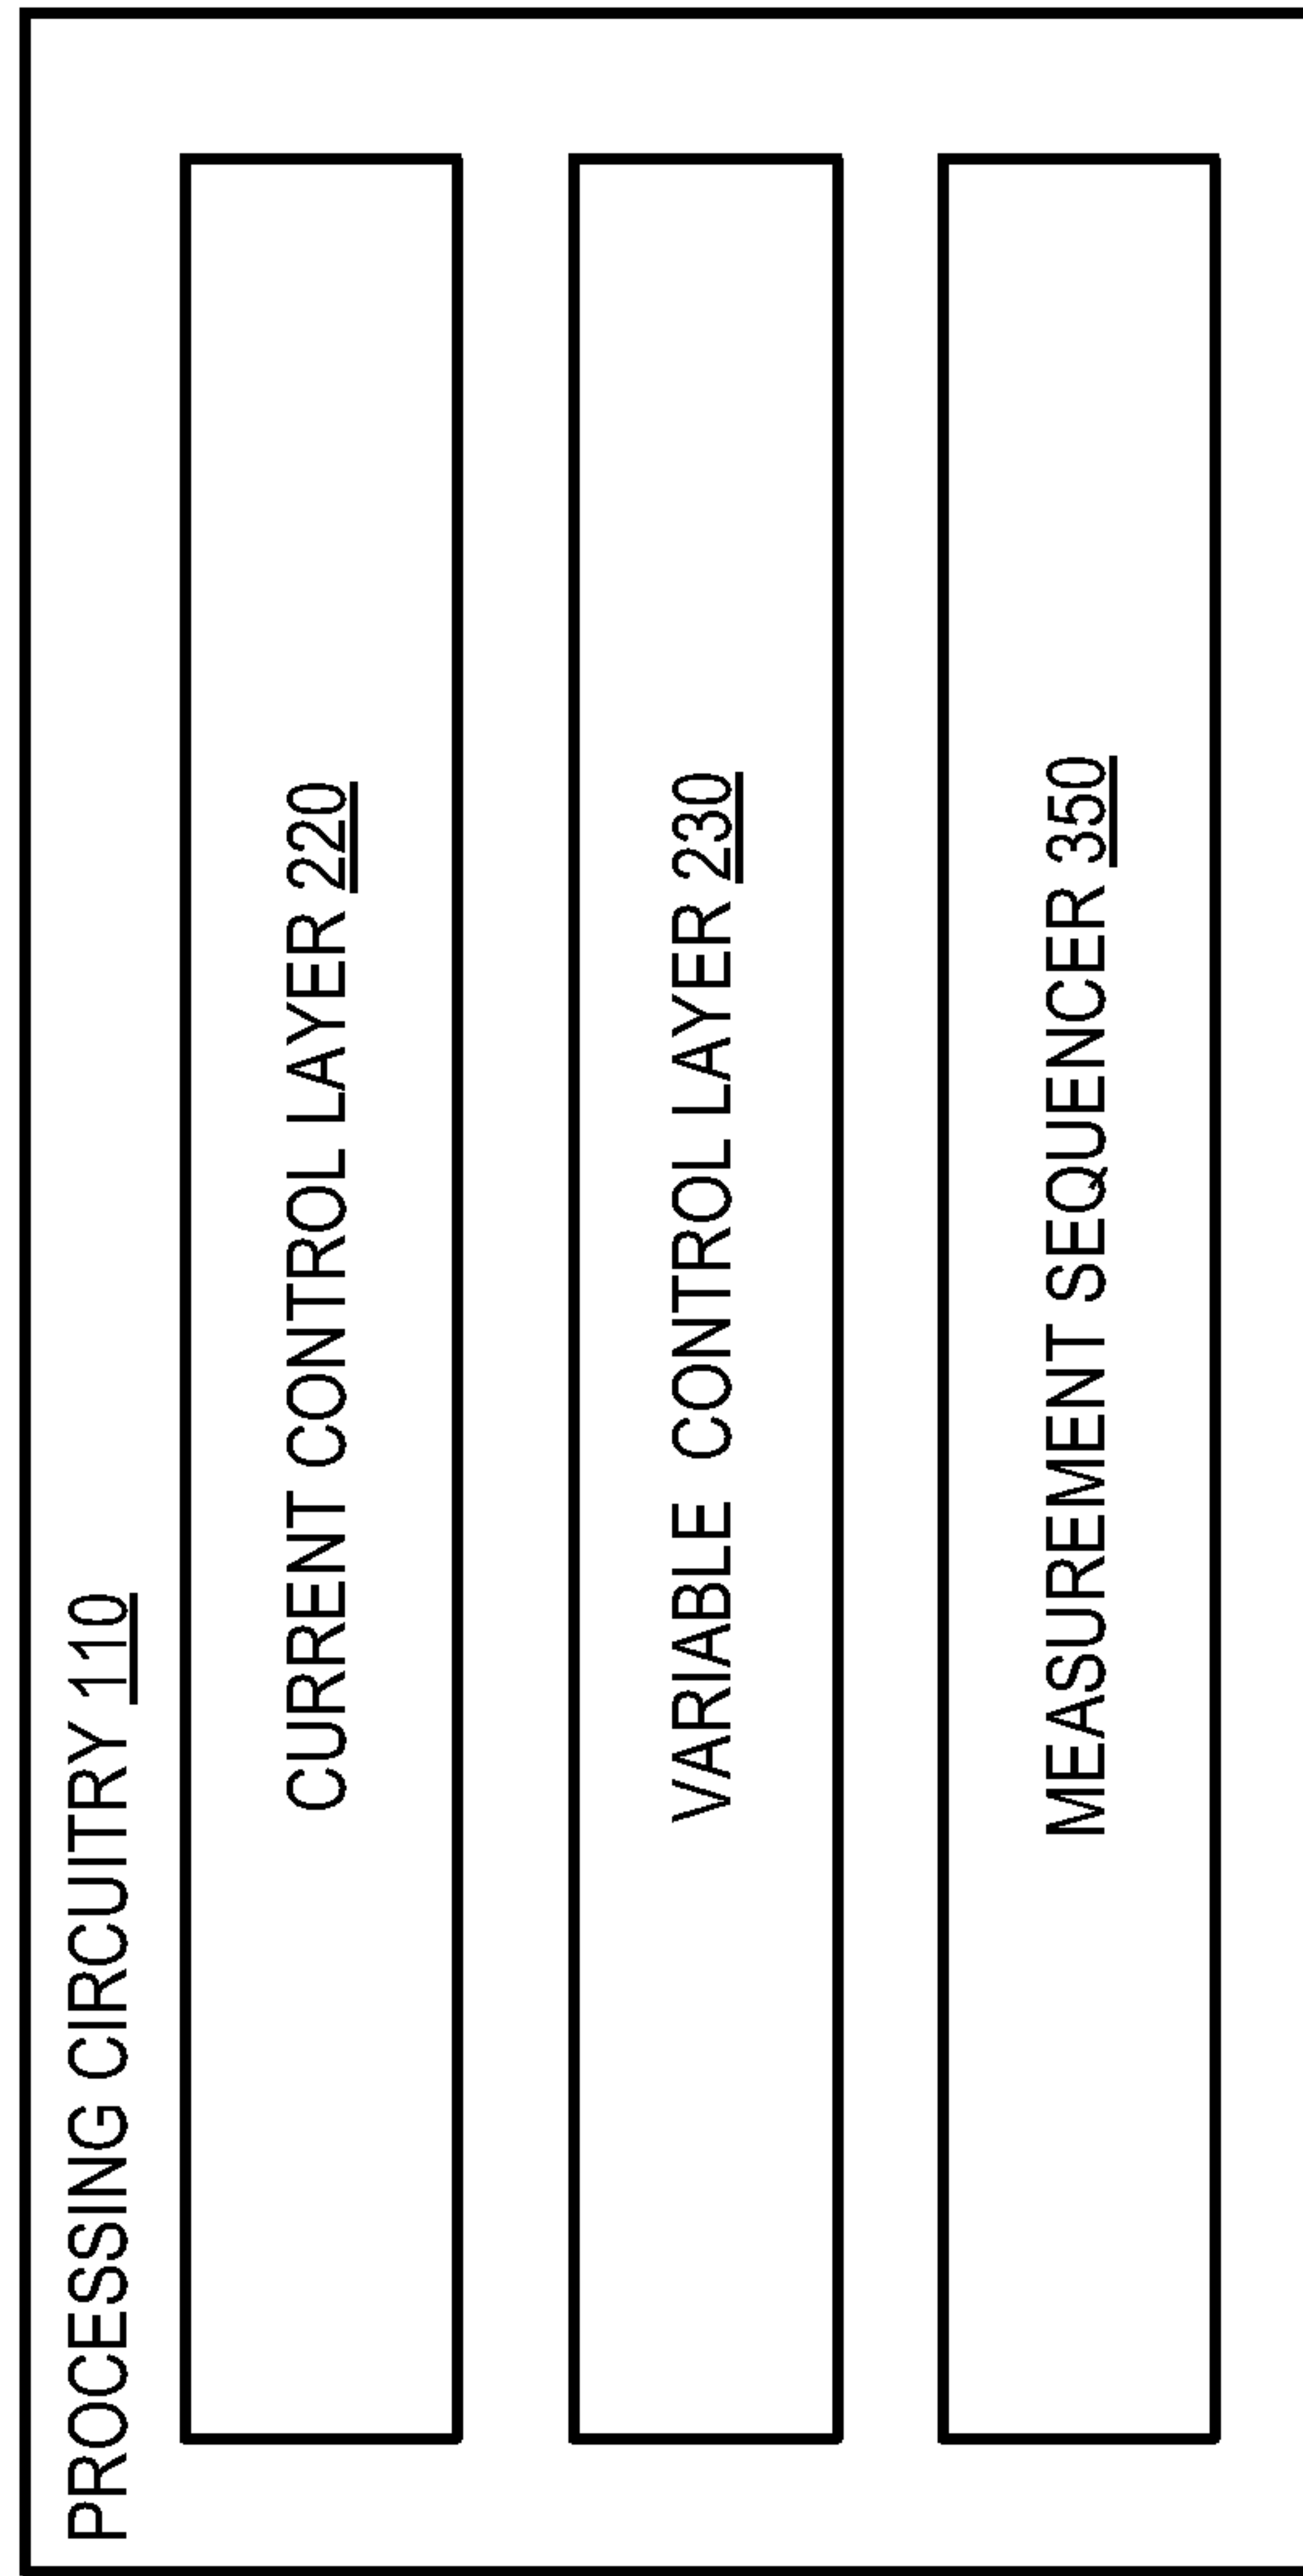 PROCESSING CIRCUITRY 110
CURRENT CONTROL LAYER 220
VARIABLE CONTROL LAYER 230
MEASUREMENT SEQUENCER 350